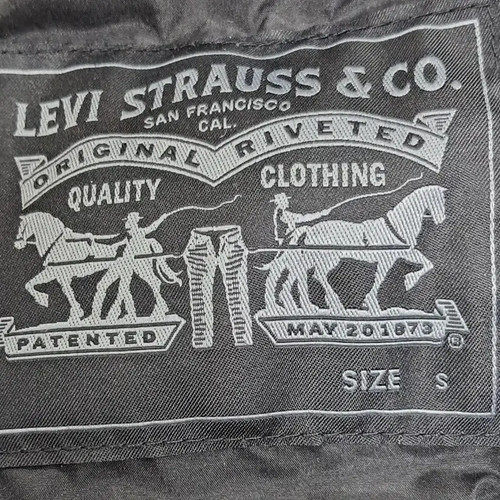 LEVI STRAUSS & CO.
SAN FRANCISCO
CAL.
ORIGINAL RIVETED
QUALITY CLOTHING
PATENTED MAY 20 1873
®
SIZE S